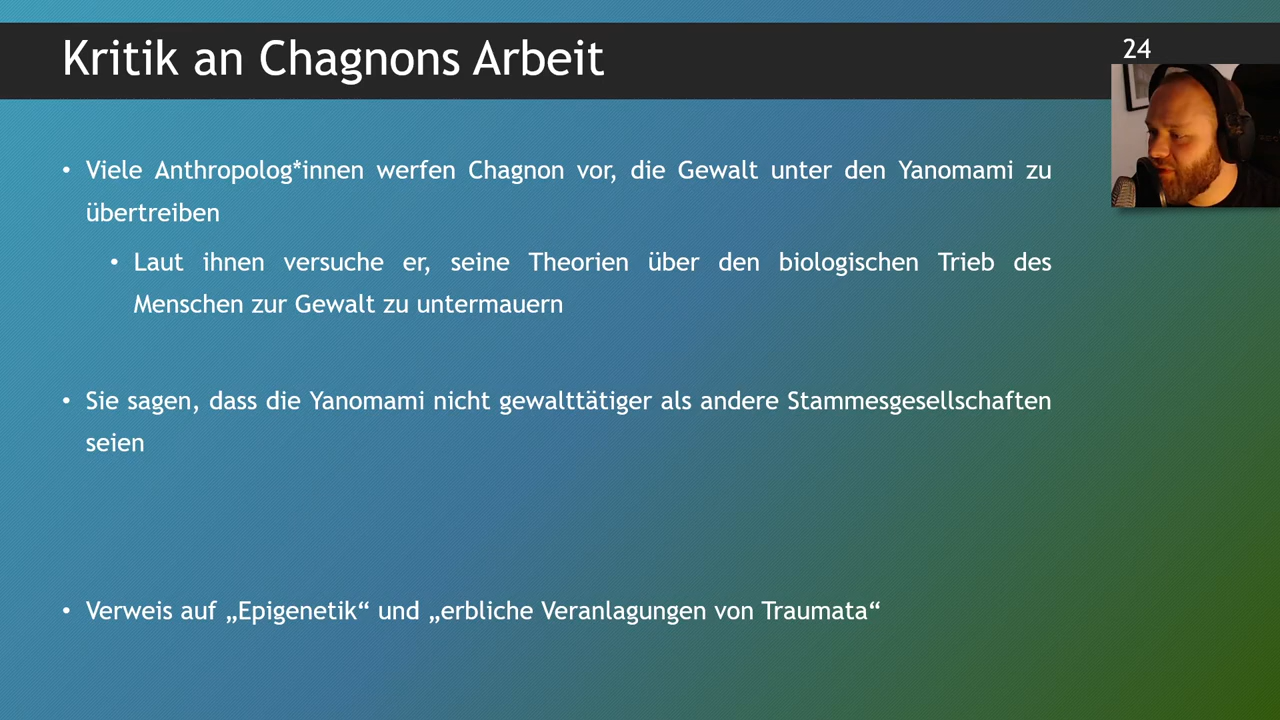 Kritik an Chagnons Arbeit
24
• Viele Anthropolog*innen werfen Chagnon vor, die Gewalt unter den Yanomami zu
übertreiben
• Laut ihnen versuche er, seine Theorien über den biologischen Trieb des
Menschen zur Gewalt zu untermauern
• Sie sagen, dass die Yanomami nicht gewalttätiger als andere Stammesgesellschaften
seien
• Verweis auf „Epigenetik“ und „erbliche Veranlagungen von Traumata“